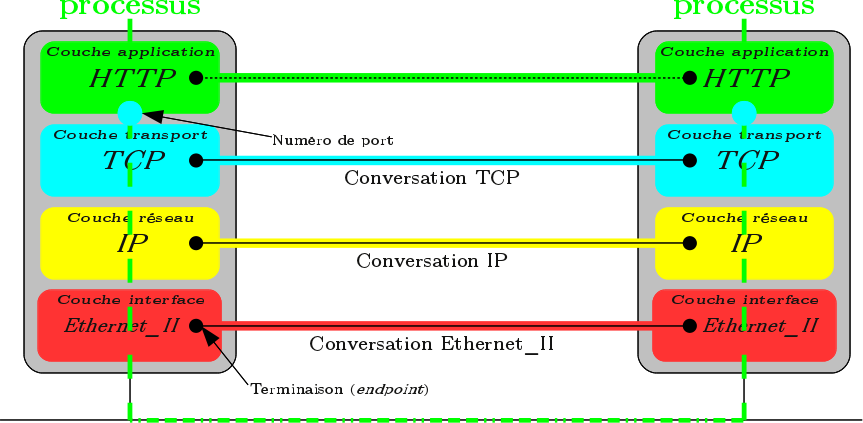 processus processus
Couche application Couche application
HTTP HTTP
Numéro de port
Couche transport Couche transport
TCP TCP
Conversation TCP
Couche réseau Couche réseau
IP IP
Conversation IP
Couche interface Couche interface
Ethernet_II Ethernet_II
Conversation Ethernet_II
Terminaison (endpoint)